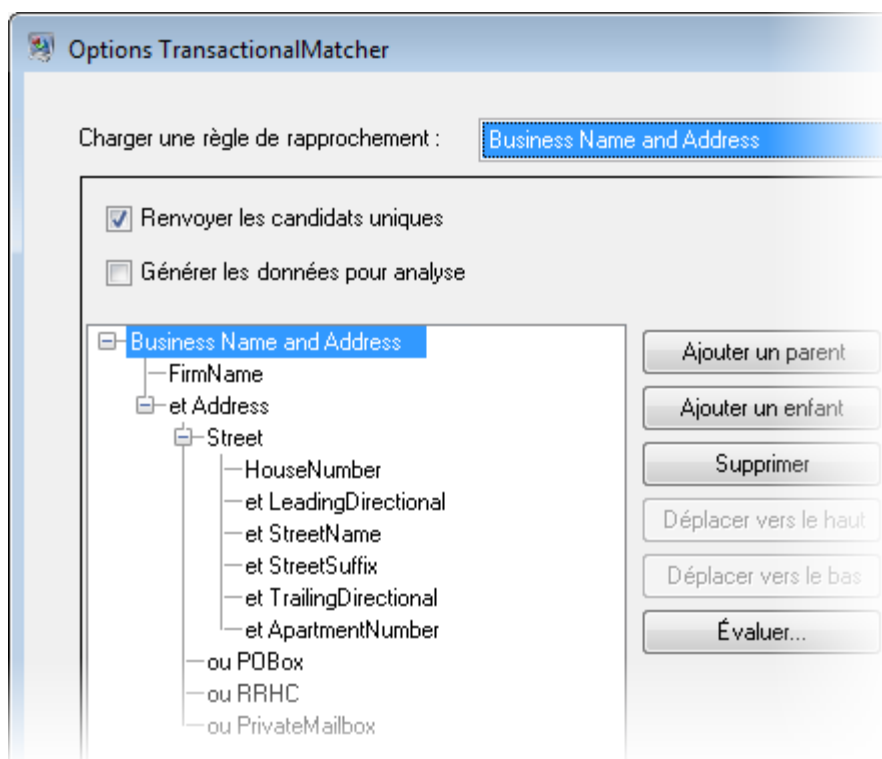 Options TransactionalMatcher
Charger une règle de rapprochement :
Business Name and Address
Renvoyer les candidats uniques
Générer les données pour analyse
Business Name and Address
FirmName
et Address
Street
HouseNumber
et LeadingDirectional
et StreetName
et StreetSuffix
et TrailingDirectional
et ApartmentNumber
ou POBox
ou RRHC
ou PrivateMailbox
Ajouter un parent
Ajouter un enfant
Supprimer
Déplacer vers le haut
Déplacer vers le bas
Évaluer...